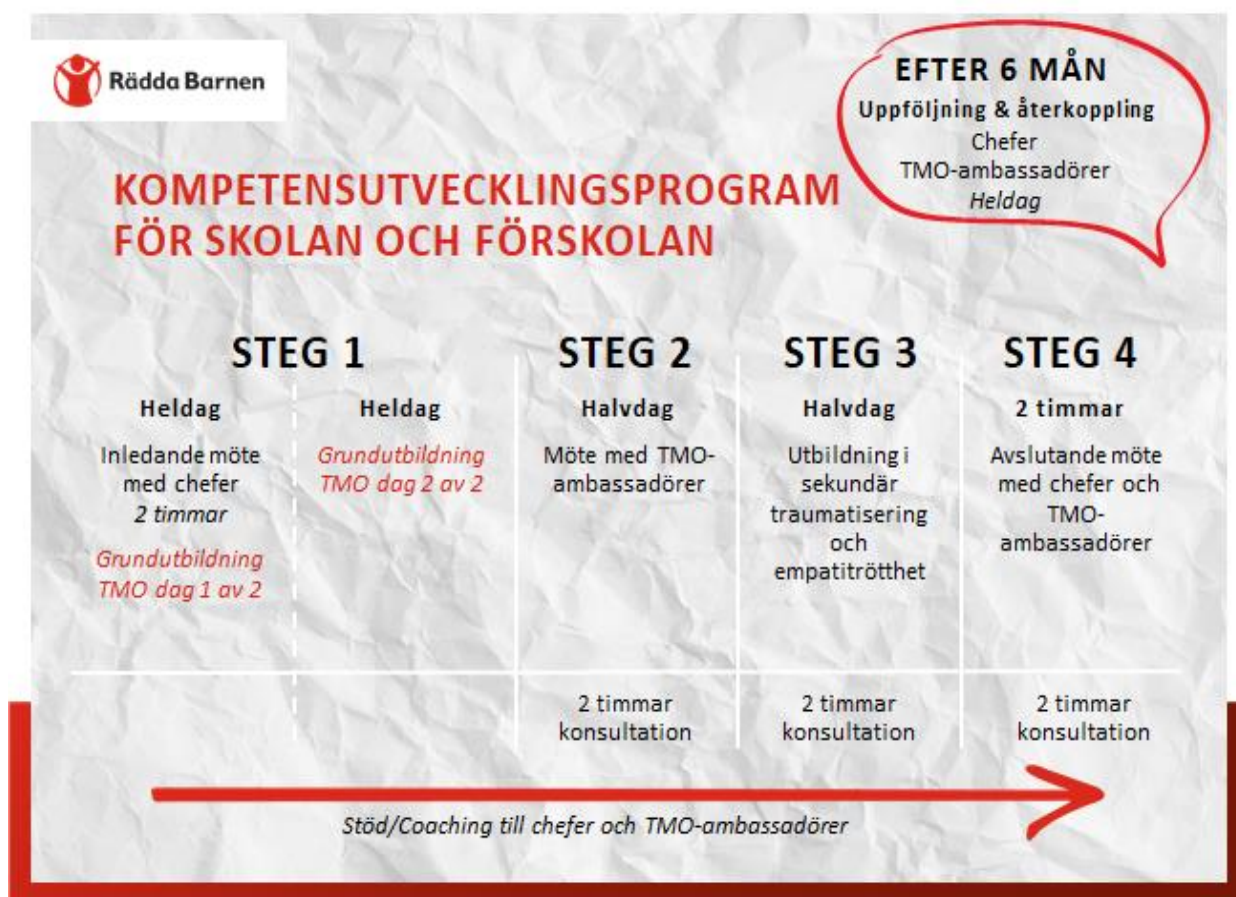 Rädda Barnen
EFTER 6 MÅN
Uppföljning & återkoppling
Chefer
TMO-ambassadörer
Heldag
KOMPETENSUTVECKLINGSPROGRAM
FÖR SKOLAN OCH FÖRSKOLAN
STEG 1
Heldag
Inledande möte
med chefer
2 timmar
Grundutbildning
TMO dag 1 av 2
Heldag
Grundutbildning
TMO dag 2 av 2
STEG 2
Halvdag
Möte med TMO-
ambassadörer
2 timmar
konsultation
STEG 3
Halvdag
Utbildning i
sekundär
traumatisering
och
empatitrötthet
2 timmar
konsultation
STEG 4
2 timmar
Avslutande möte
med chefer och
TMO-
ambassadörer
2 timmar
konsultation
Stöd/Coaching till chefer och TMO-ambassadörer